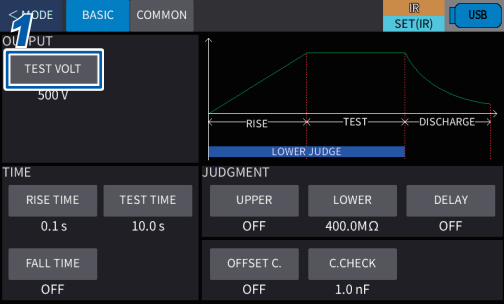 < MODE BASIC COMMON IR SET(IR) USB
1
OUTPUT
TEST VOLT
500 V
RISE TEST DISCHARGE
LOWER JUDGE
TIME
RISE TIME TEST TIME
0.1 s 10.0 s
FALL TIME
OFF
JUDGMENT
UPPER LOWER DELAY
OFF 400.0MΩ OFF
OFFSET C. C.CHECK
OFF 1.0 nF